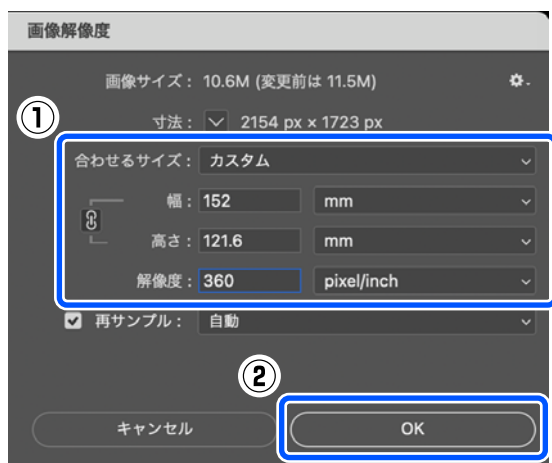 画像解像度
画像サイズ： 10.6M (変更前は 11.5M)
①
寸法： 2154 px × 1723 px
合わせるサイズ： カスタム
幅： 152 mm
高さ： 121.6 mm
解像度： 360 pixel/inch
再サンプル： 自動
②
キャンセル OK